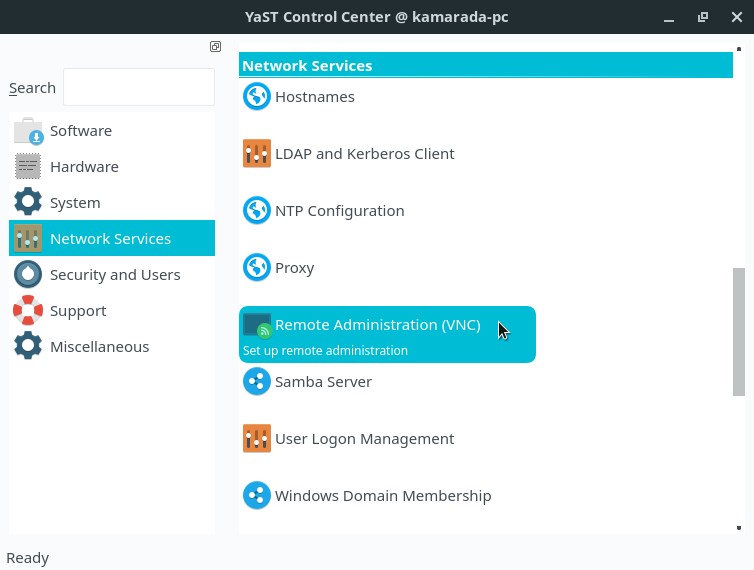 YaST Control Center @ kamarada-pc
Search
Software
Hardware
System
Network Services
Security and Users
Support
Miscellaneous
Network Services
Hostnames
LDAP and Kerberos Client
NTP Configuration
Proxy
Remote Administration (VNC)
Set up remote administration
Samba Server
User Logon Management
Windows Domain Membership
Ready